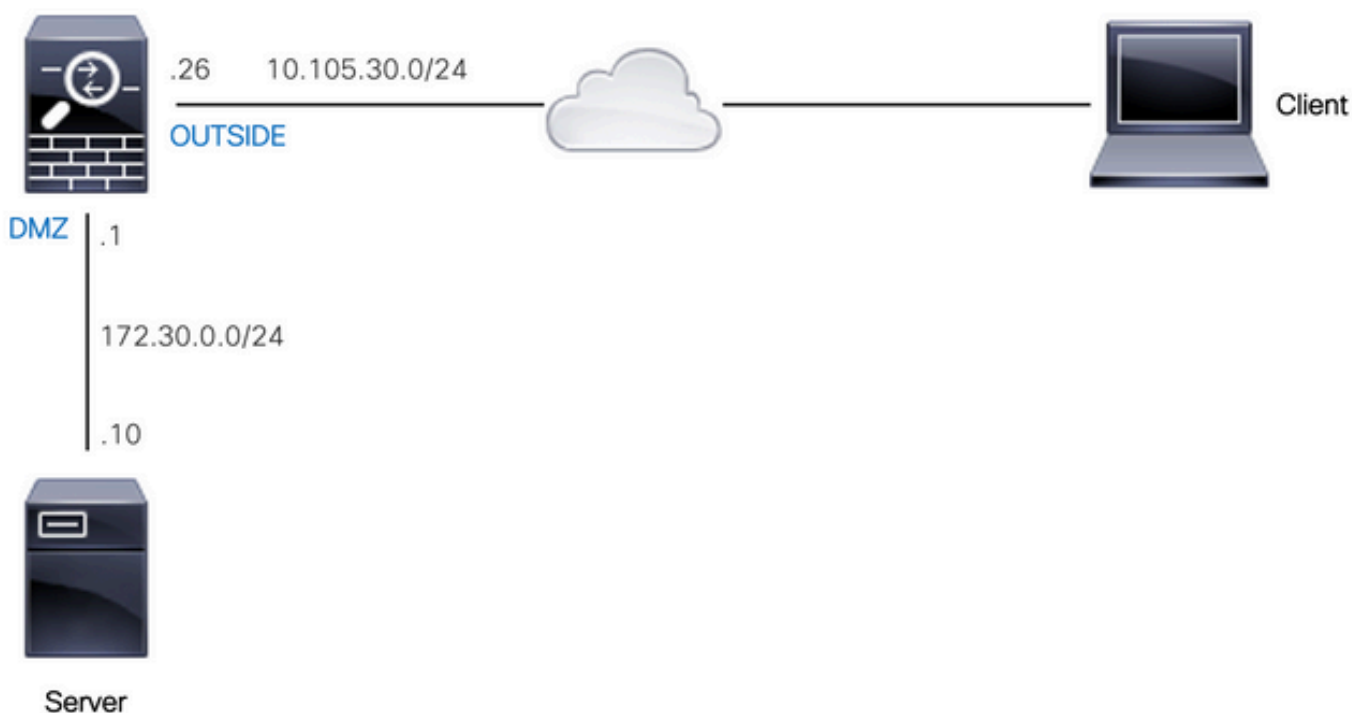 .26 10.105.30.0/24
Client
OUTSIDE
DMZ
.1
172.30.0.0/24
.10
Server